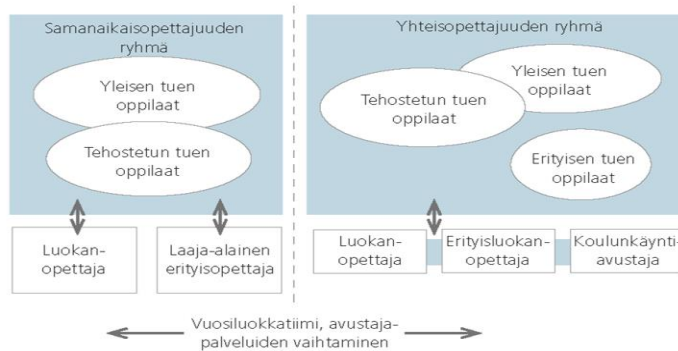 Samanaikaisopettajuuden
ryhmä
Yleisen tuen
oppilaat
Tehostetun tuen
oppilaat
Luokan-
opettaja
Laaja-alainen
erityisopettaja
Yhteisopettajuuden ryhmä
Yleisen tuen
oppilaat
Tehostetun tuen
oppilaat
Erityisen tuen
oppilaat
Luokan-
opettaja
Erityisluokan-
opettaja
Koulunkäynti-
avustaja
Vuosiluokkatiimi, avustaja-
palveluiden vaihtaminen